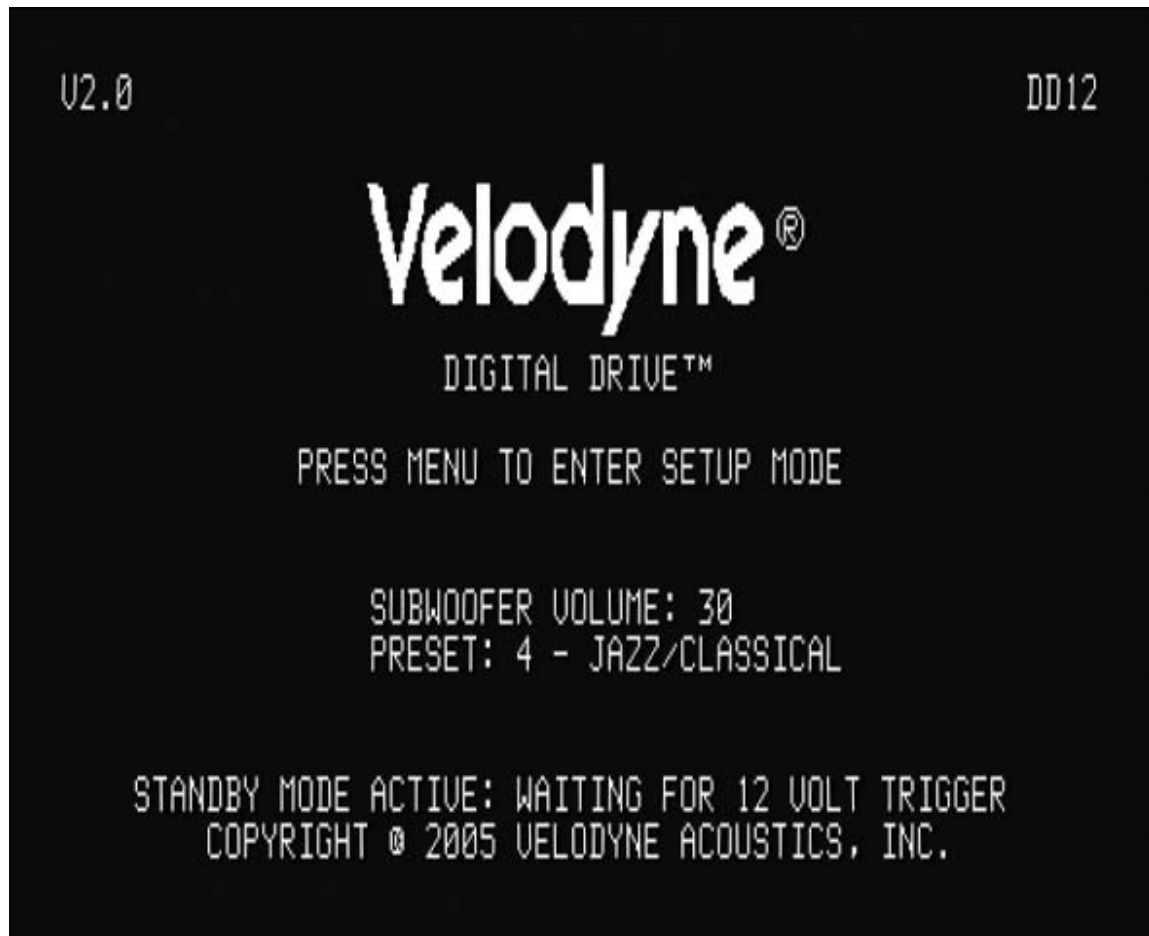 V2.0 DD12
Velodyne®
DIGITAL DRIVE™
PRESS MENU TO ENTER SETUP MODE
SUBWOOFER VOLUME: 30
PRESET: 4 - JAZZ/CLASSICAL
STANDBY MODE ACTIVE: WAITING FOR 12 VOLT TRIGGER
COPYRIGHT © 2005 VELODYNE ACOUSTICS, INC.